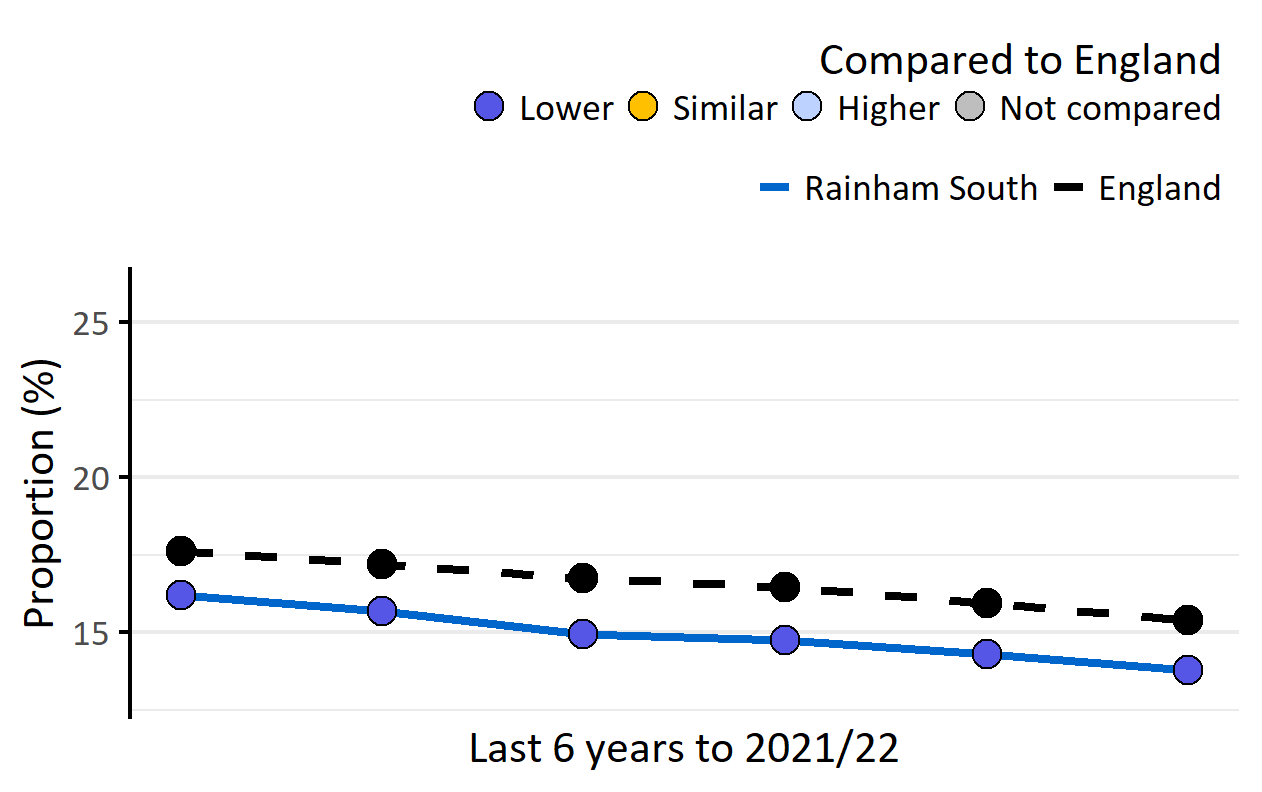 Compared to England
Lower Similar Higher Not compared
Rainham South England
25
20
15
Proportion (%)
Last 6 years to 2021/22